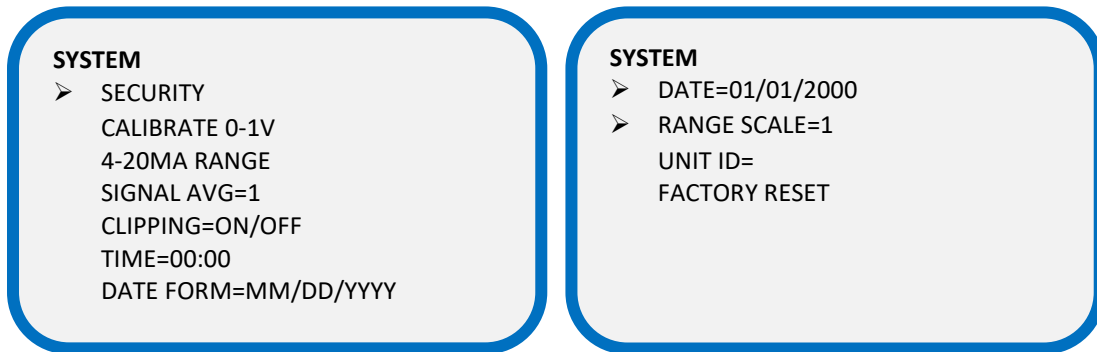 SYSTEM
➢ SECURITY
CALIBRATE 0-1V
4-20MA RANGE
SIGNAL AVG=1
CLIPPING=ON/OFF
TIME=00:00
DATE FORM=MM/DD/YYYY
SYSTEM
➢ DATE=01/01/2000
➢ RANGE SCALE=1
UNIT ID=
FACTORY RESET